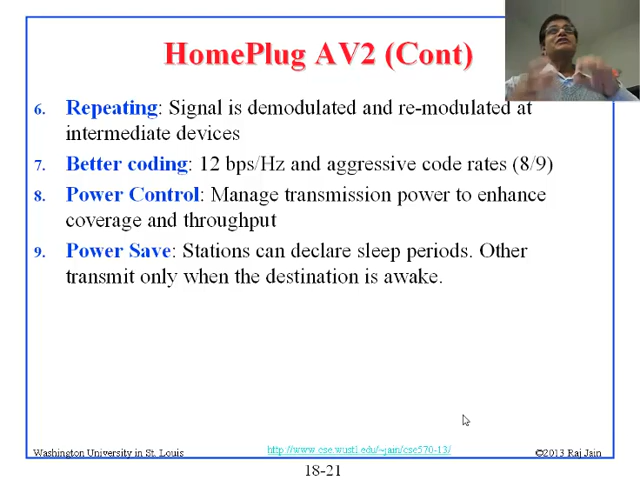 HomePlug AV2 (Cont)
6. Repeating: Signal is demodulated and re-modulated at
intermediate devices
7. Better coding: 12 bps/Hz and aggressive code rates (8/9)
8. Power Control: Manage transmission power to enhance
coverage and throughput
9. Power Save: Stations can declare sleep periods. Other
transmit only when the destination is awake.
Washington University in St. Louis
http://www.cse.wustl.edu/~jain/cse570-13/
©2013 Raj Jain
18-21